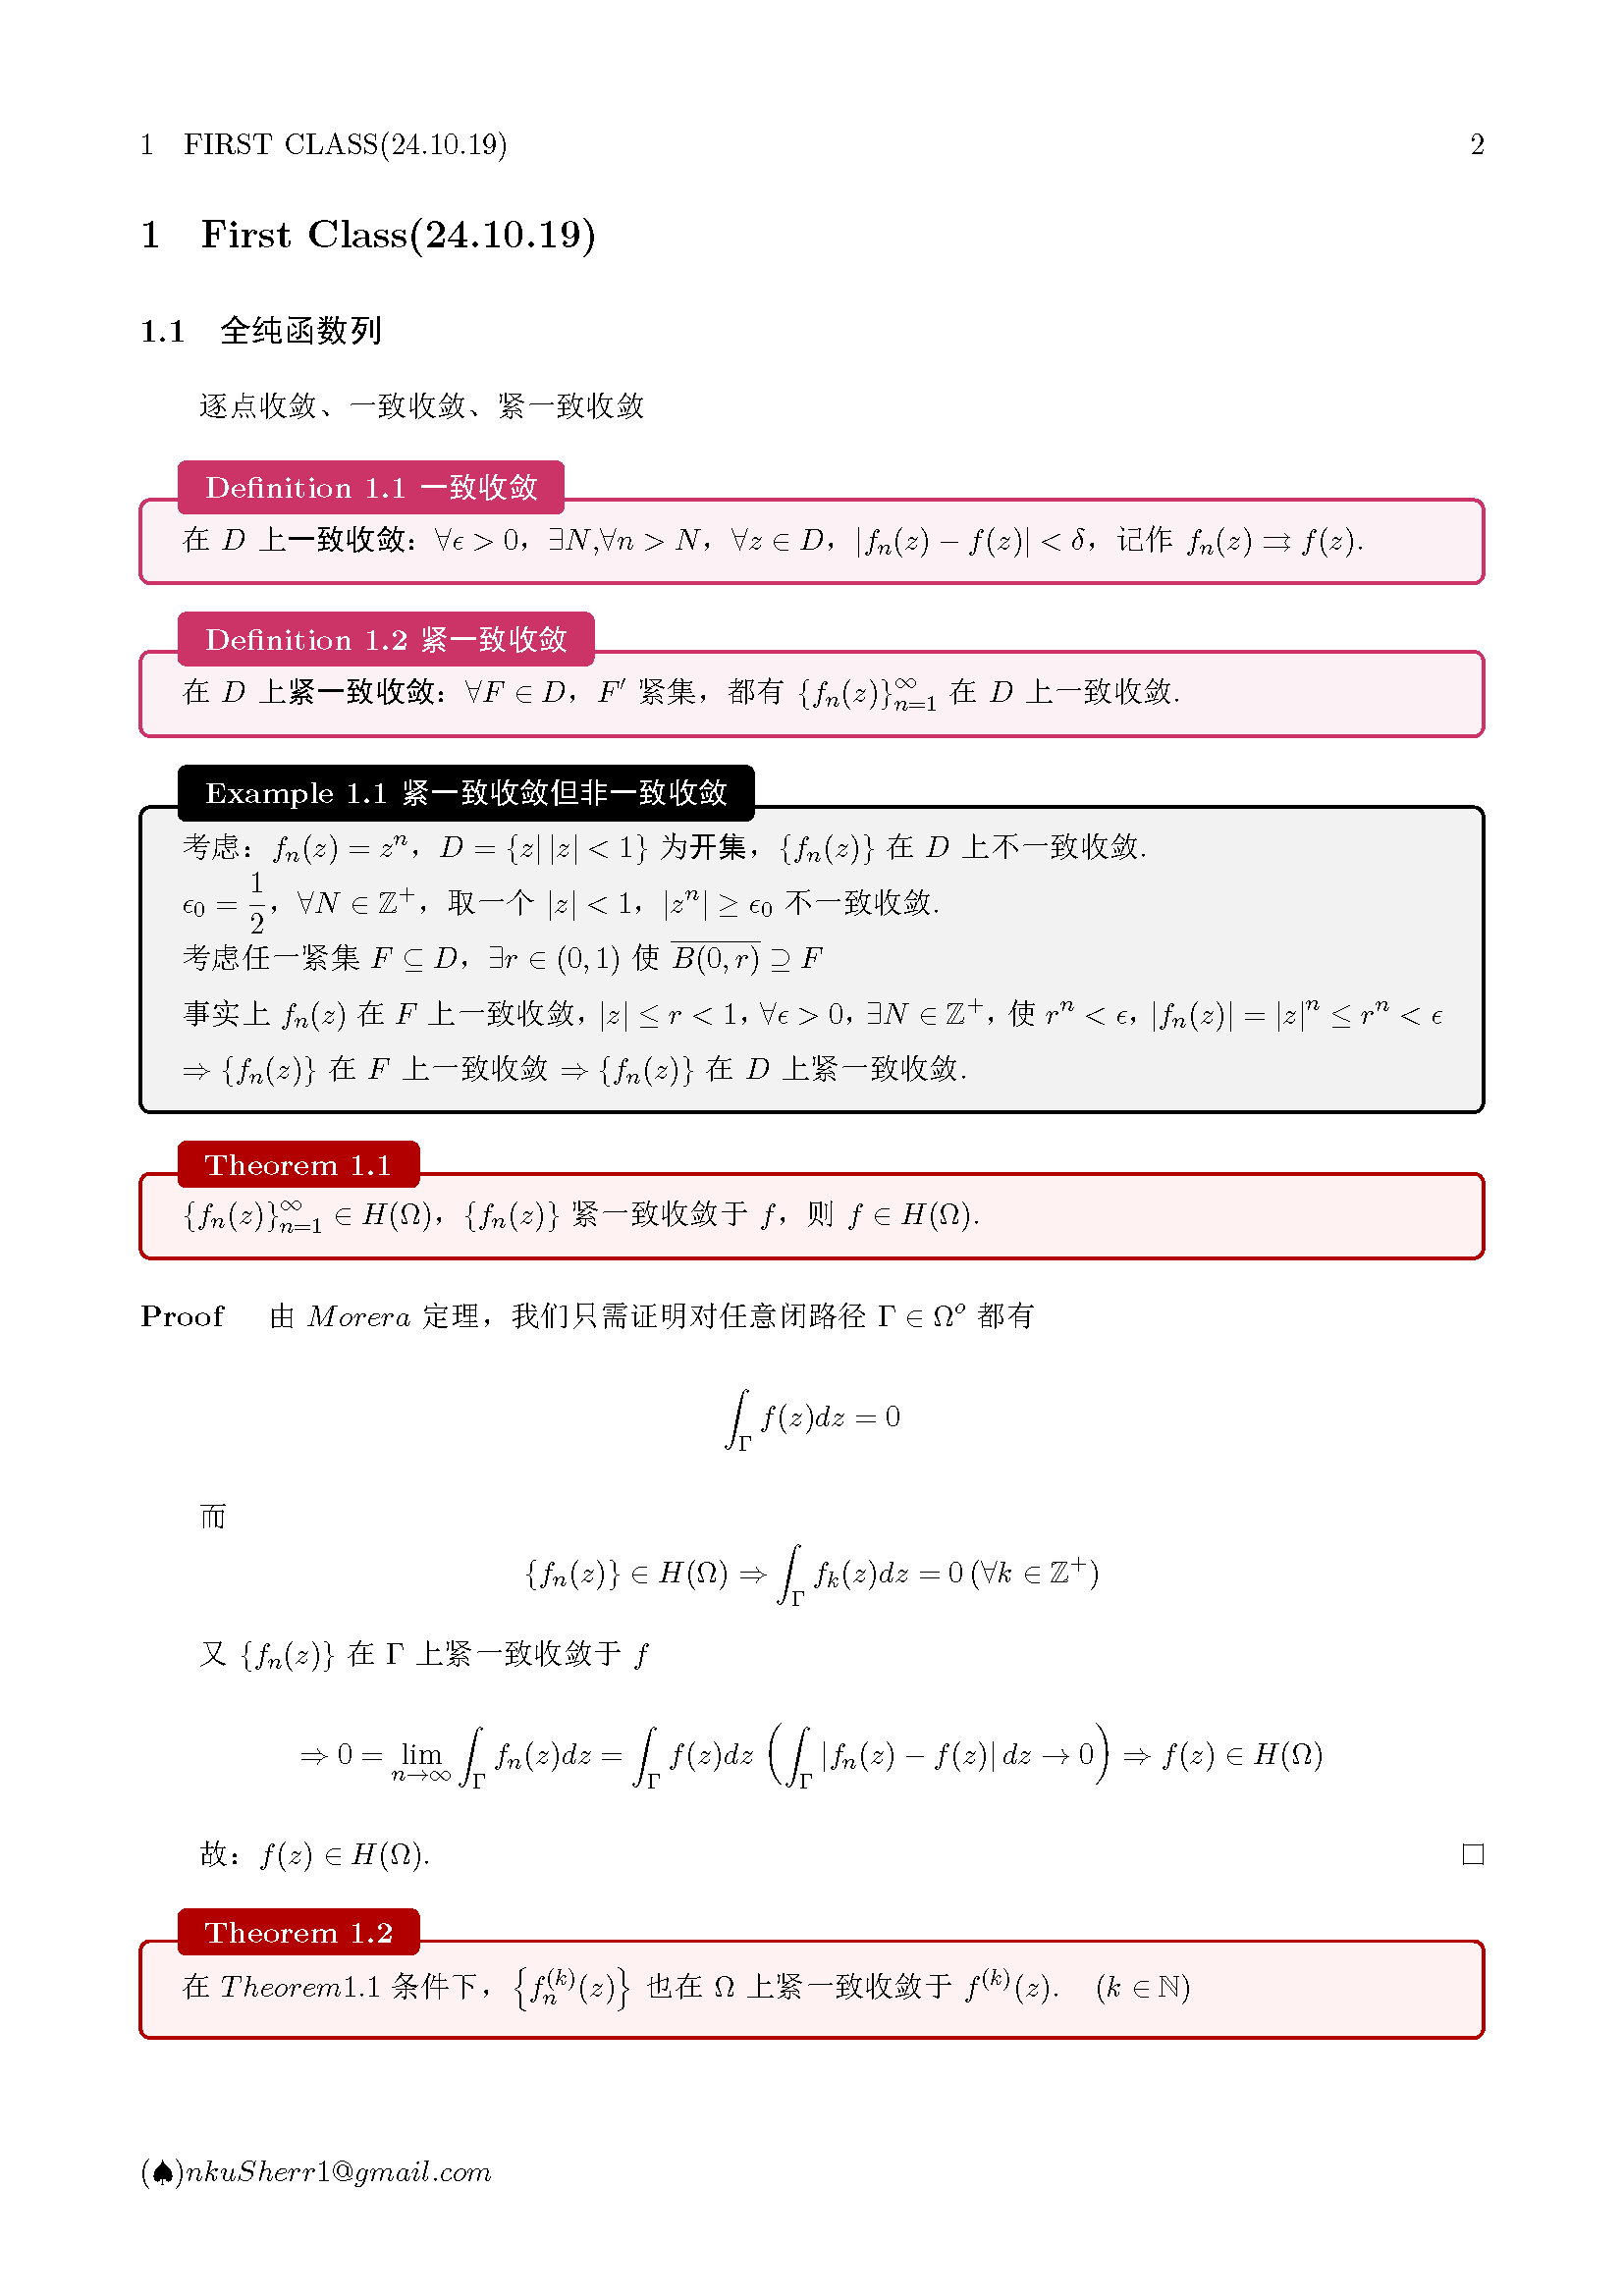 1 FIRST CLASS(24.10.19) 2
1 First Class(24.10.19)
1.1 全纯函数列
逐点收敛、一致收敛、紧一致收敛
Definition 1.1 一致收敛
在 $D$ 上一致收敛：$\forall \epsilon > 0$，$\exists N$,$\forall n > N$，$\forall z \in D$，$|f_n(z) - f(z)| < \delta$，记作 $f_n(z) \rightrightarrows f(z)$.
Definition 1.2 紧一致收敛
在 $D$ 上紧一致收敛：$\forall F \in D$，$F'$ 紧集，都有 $\{f_n(z)\}_{n=1}^{\infty}$ 在 $D$ 上一致收敛.
Example 1.1 紧一致收敛但非一致收敛
考虑：$f_n(z) = z^n$，$D = \{z|\,|z| < 1\}$ 为开集，$\{f_n(z)\}$ 在 $D$ 上不一致收敛.
$\epsilon_0 = \dfrac{1}{2}$，$\forall N \in \mathbb{Z}^+$，取一个 $|z| < 1$，$|z^n| \geq \epsilon_0$ 不一致收敛.
考虑任一紧集 $F \subseteq D$，$\exists r \in (0,1)$ 使 $\overline{B(0,r)} \supseteq F$
事实上 $f_n(z)$ 在 $F$ 上一致收敛，$|z| \leq r < 1$，$\forall \epsilon > 0$，$\exists N \in \mathbb{Z}^+$，使 $r^n < \epsilon$，$|f_n(z)| = |z|^n \leq r^n < \epsilon$
$\Rightarrow \{f_n(z)\}$ 在 $F$ 上一致收敛 $\Rightarrow \{f_n(z)\}$ 在 $D$ 上紧一致收敛.
Theorem 1.1
$\{f_n(z)\}_{n=1}^{\infty} \in H(\Omega)$，$\{f_n(z)\}$ 紧一致收敛于 $f$，则 $f \in H(\Omega)$.
Proof 由 $Morera$ 定理，我们只需证明对任意闭路径 $\Gamma \in \Omega^o$ 都有
$\int_{\Gamma} f(z)dz = 0$
而
$\{f_n(z)\} \in H(\Omega) \Rightarrow \int_{\Gamma} f_k(z)dz = 0\,(\forall k \in \mathbb{Z}^+)$
又 $\{f_n(z)\}$ 在 $\Gamma$ 上紧一致收敛于 $f$
$\Rightarrow 0 = \lim_{n \to \infty} \int_{\Gamma} f_n(z)dz = \int_{\Gamma} f(z)dz \left( \int_{\Gamma} |f_n(z) - f(z)|\,dz \to 0 \right) \Rightarrow f(z) \in H(\Omega)$
故：$f(z) \in H(\Omega)$. □
Theorem 1.2
在 $Theorem1.1$ 条件下，$\left\{f_n^{(k)}(z)\right\}$ 也在 $\Omega$ 上紧一致收敛于 $f^{(k)}(z)$. $(k \in \mathbb{N})$
(♠)nkuSherr1@gmail.com